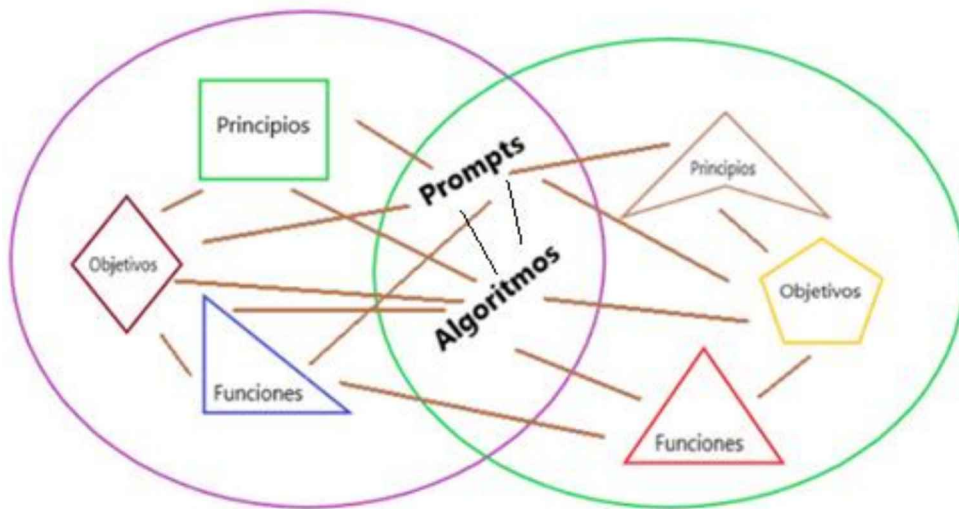 Principios
Prompts
Principios
Objetivos
Algoritmos
Objetivos
Funciones
Funciones